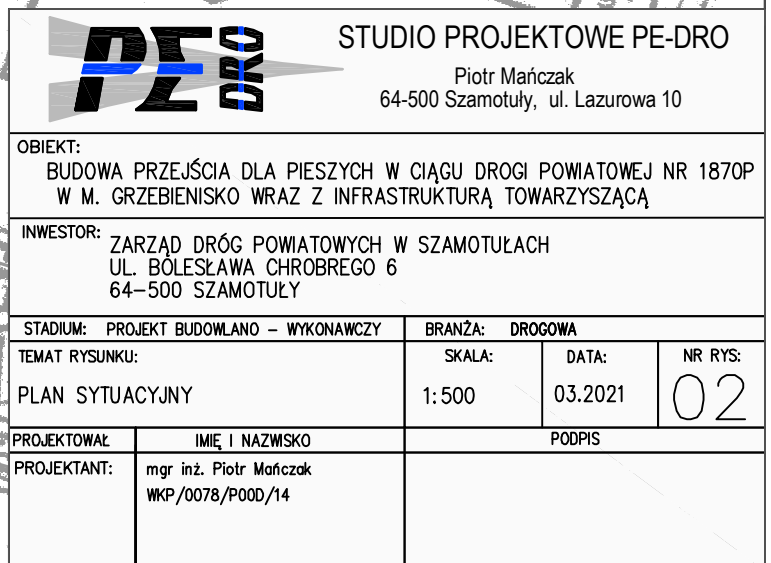 PE DRO
STUDIO PROJEKTOWE PE-DRO
Piotr Mańczak
64-500 Szamotuły, ul. Lazurowa 10
OBIEKT:
BUDOWA PRZEJŚCIA DLA PIESZYCH W CIĄGU DROGI POWIATOWEJ NR 1870P
W M. GRZEBIENISKO WRAZ Z INFRASTRUKTURĄ TOWARZYSZĄCĄ
INWESTOR:
ZARZĄD DRÓG POWIATOWYCH W SZAMOTUŁACH
UL. BOLESŁAWA CHROBREGO 6
64-500 SZAMOTUŁY
STADIUM: PROJEKT BUDOWLANO - WYKONAWCZY
BRANŻA: DROGOWA
TEMAT RYSUNKU:
PLAN SYTUACYJNY
SKALA:
1:500
DATA:
03.2021
NR RYS:
02
PROJEKTOWAŁ
IMIĘ I NAZWISKO
PODPIS
PROJEKTANT:
mgr inż. Piotr Mańczak
WKP/0078/POOD/14